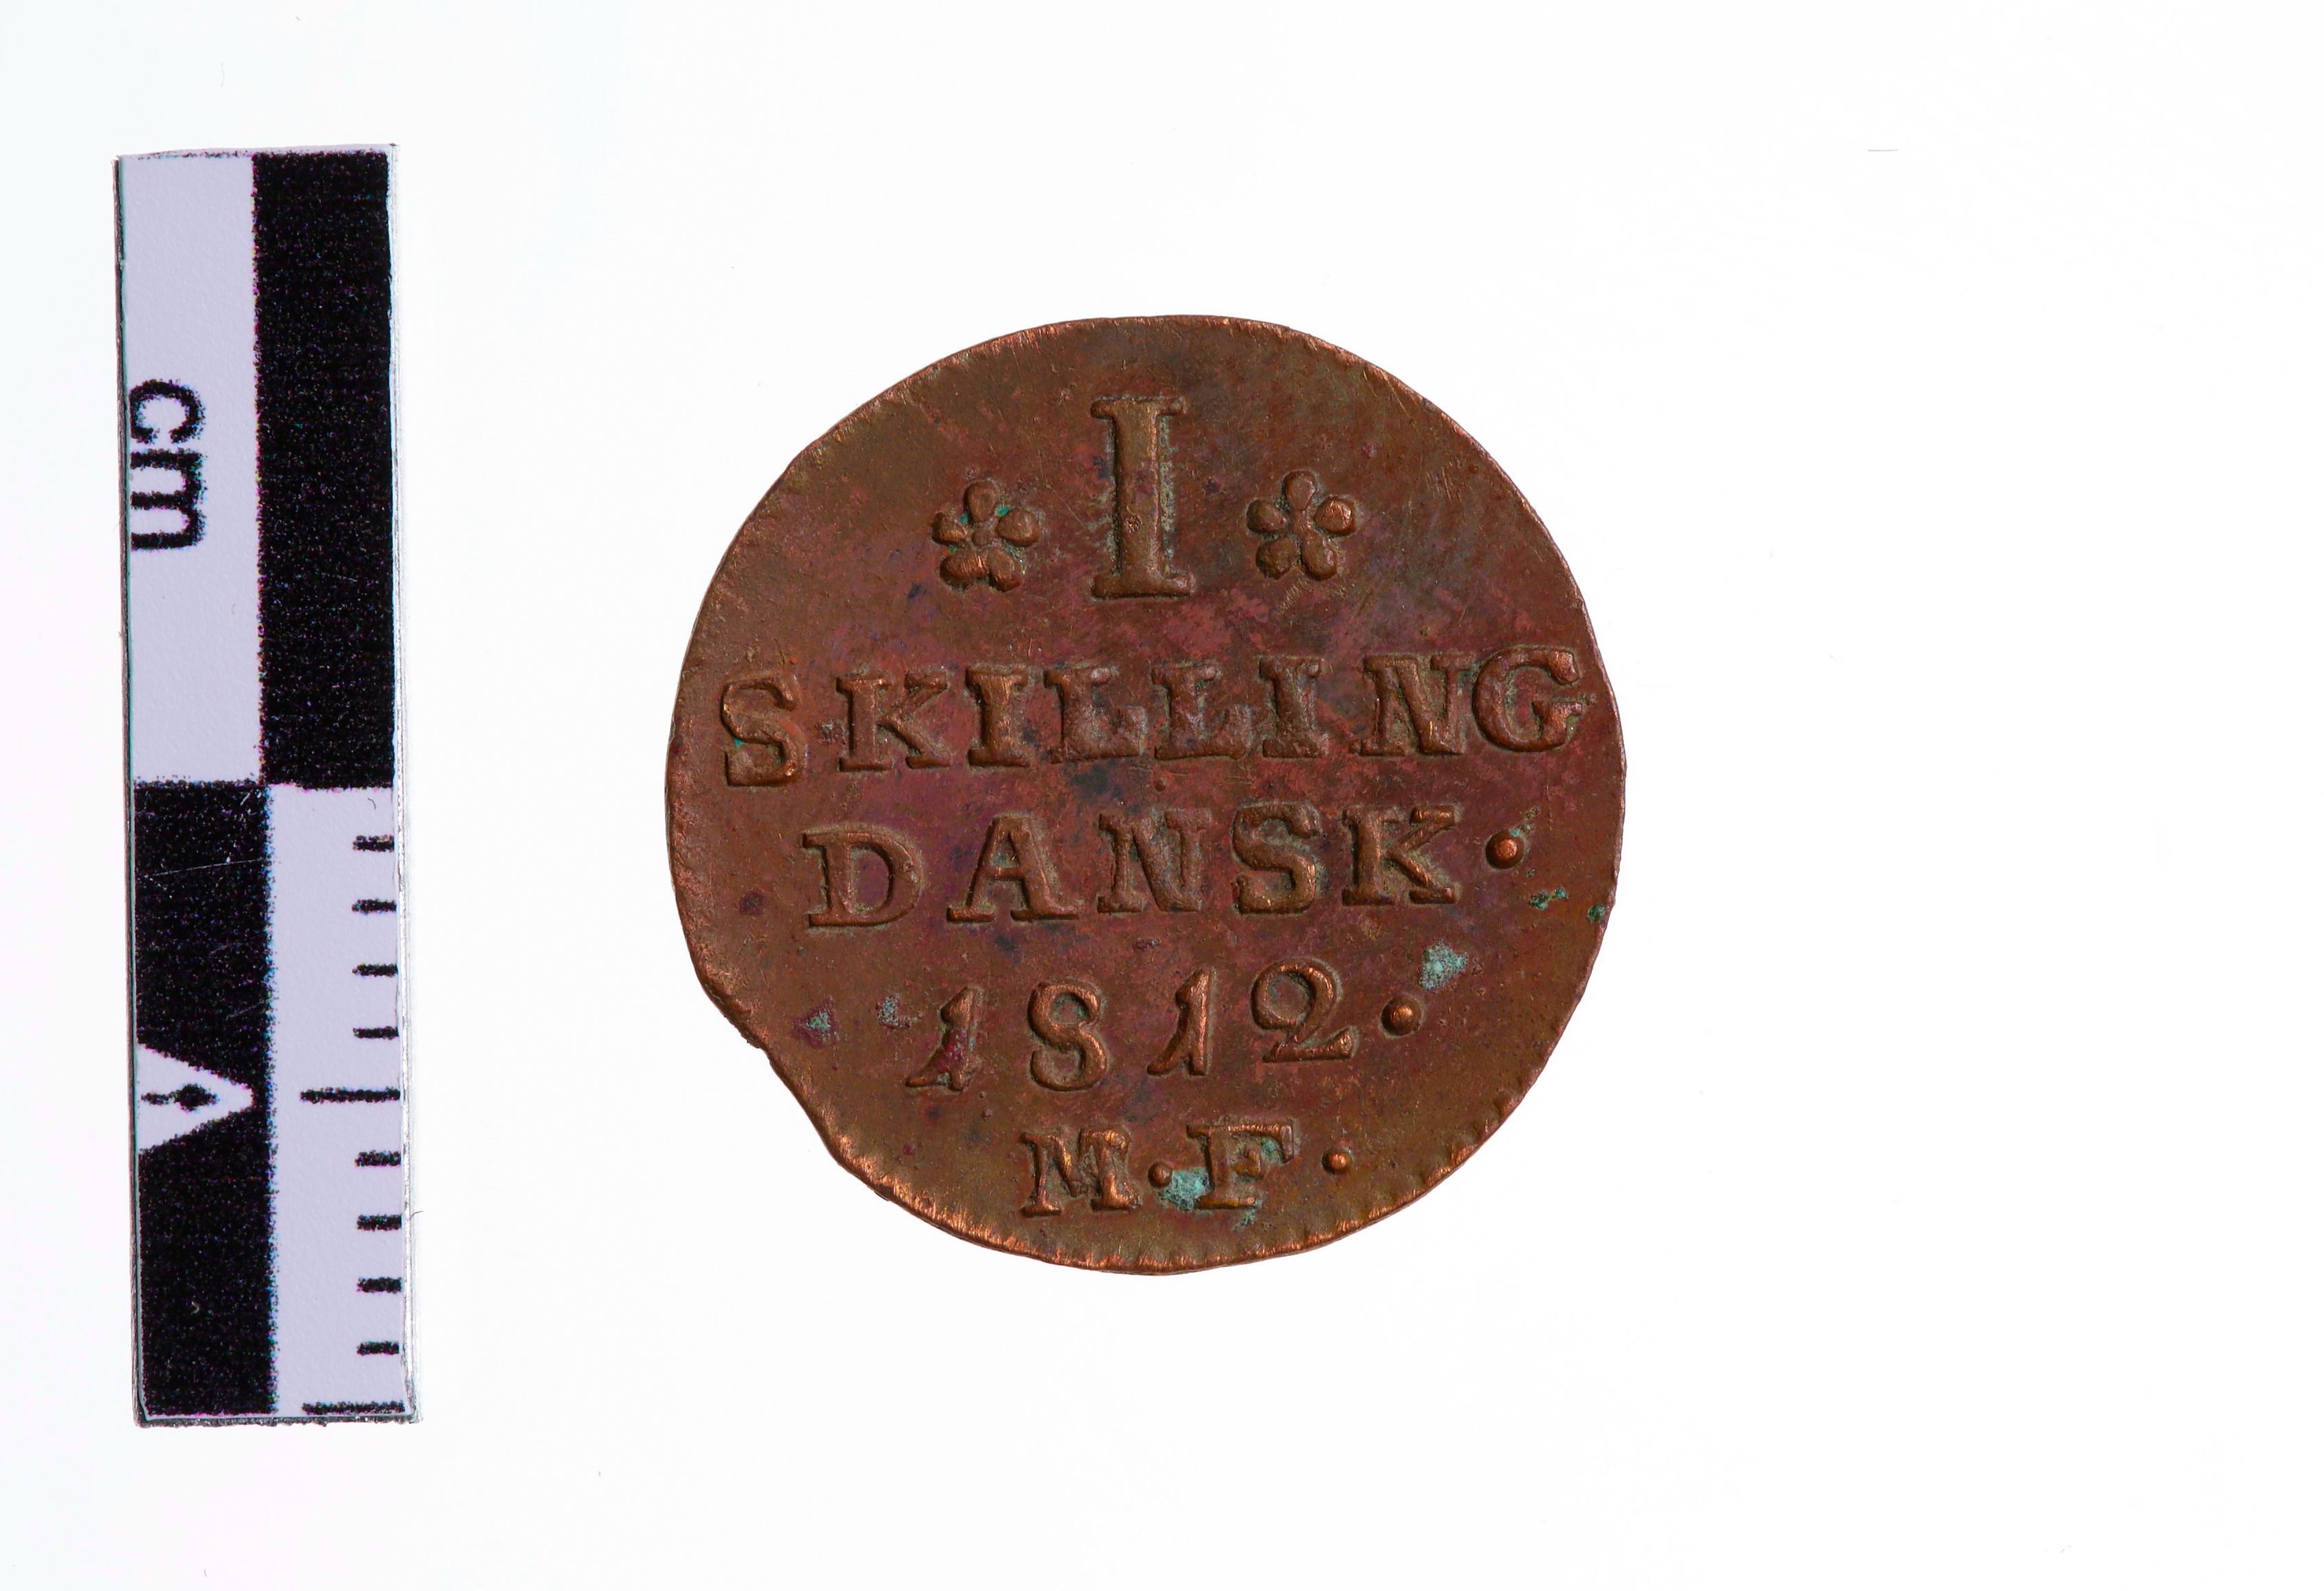 cm
I
SKILLING
DANSK.
1812.
M.F.